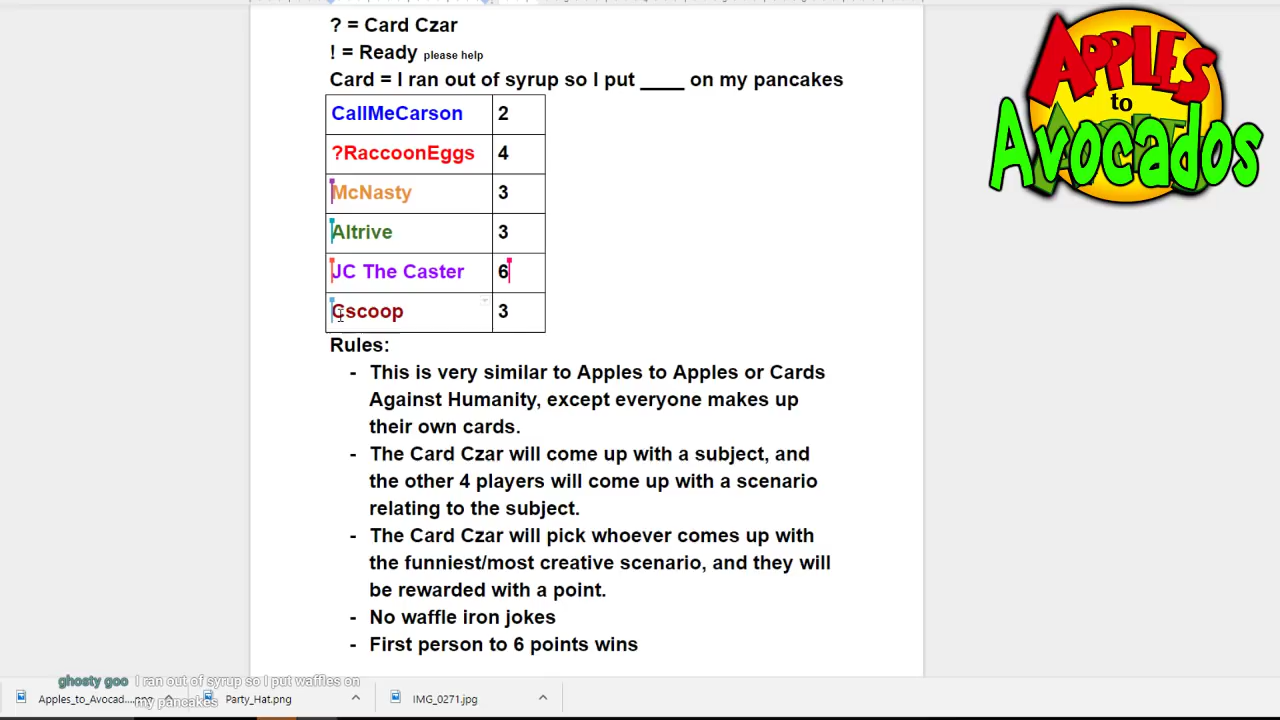 ? = Card Czar
! = Ready please help
Card = I ran out of syrup so I put ____ on my pancakes
CallMeCarson 2
?RaccoonEggs 4
McNasty 3
Altrive 3
JC The Caster 6
Cscoop 3
Rules:
- This is very similar to Apples to Apples or Cards
Against Humanity, except everyone makes up
their own cards.
- The Card Czar will come up with a subject, and
the other 4 players will come up with a scenario
relating to the subject.
- The Card Czar will pick whoever comes up with
the funniest/most creative scenario, and they will
be rewarded with a point.
- No waffle iron jokes
- First person to 6 points wins
APPLES
to
Avocados
ghosty goo I ran out of syrup so I put waffles on
my pancakes
Apples_to_Avocad....png
Party_Hat.png
IMG_0271.jpg